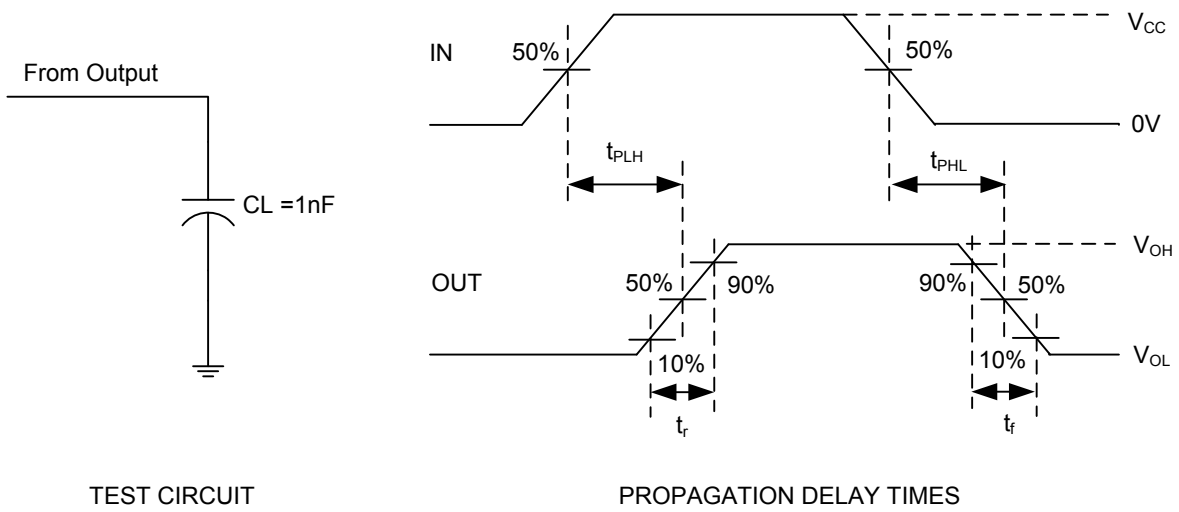 From Output
CL =1nF
TEST CIRCUIT
IN
50%
50%
V_CC
0V
t_PLH
t_PHL
OUT
50%
90%
10%
t_r
90%
50%
10%
t_f
V_OH
V_OL
PROPAGATION DELAY TIMES